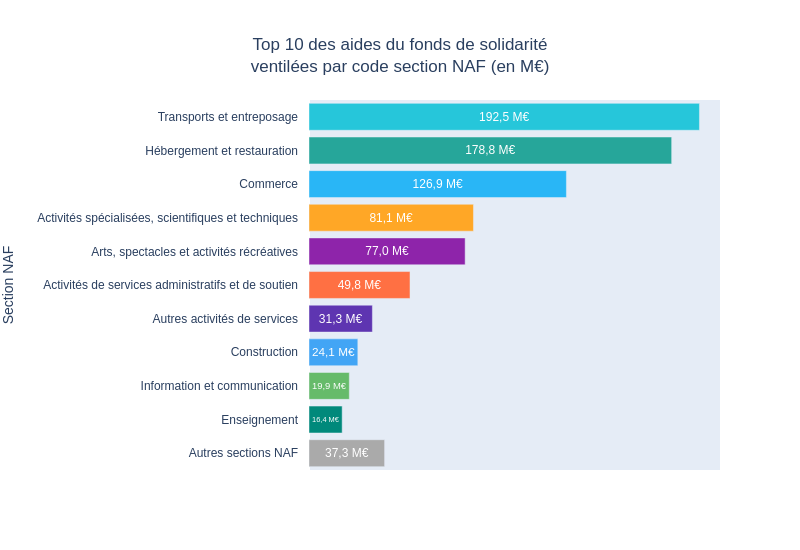 Top 10 des aides du fonds de solidarité
ventilées par code section NAF (en M€)
Section NAF
Transports et entreposage 192,5 M€
Hébergement et restauration 178,8 M€
Commerce 126,9 M€
Activités spécialisées, scientifiques et techniques 81,1 M€
Arts, spectacles et activités récréatives 77,0 M€
Activités de services administratifs et de soutien 49,8 M€
Autres activités de services 31,3 M€
Construction 24,1 M€
Information et communication 19,9 M€
Enseignement 16,4 M€
Autres sections NAF 37,3 M€